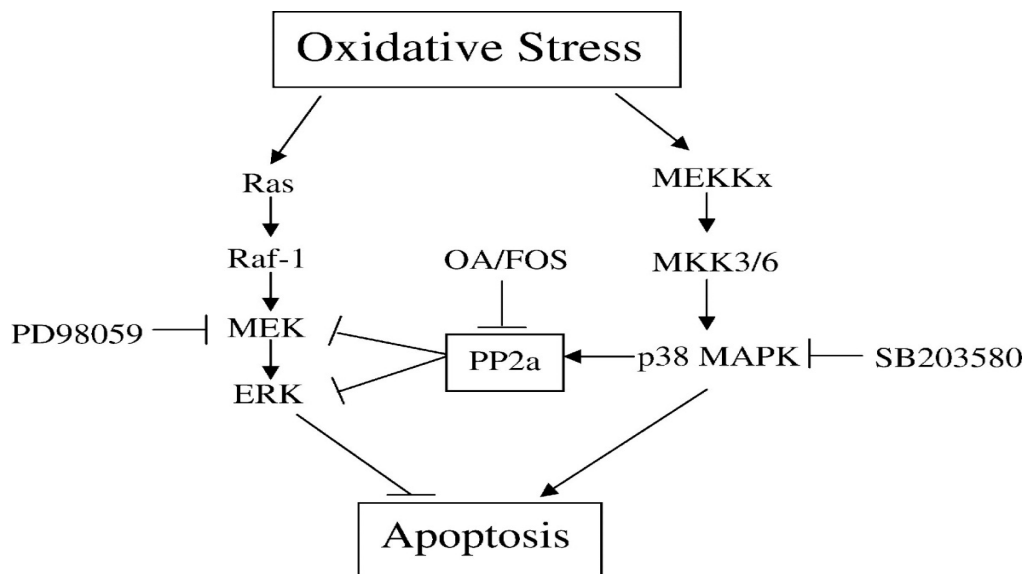 Oxidative Stress
Ras
MEKKx
Raf-1
OA/FOS
MKK3/6
PD98059
MEK
PP2a
p38 MAPK
SB203580
ERK
Apoptosis